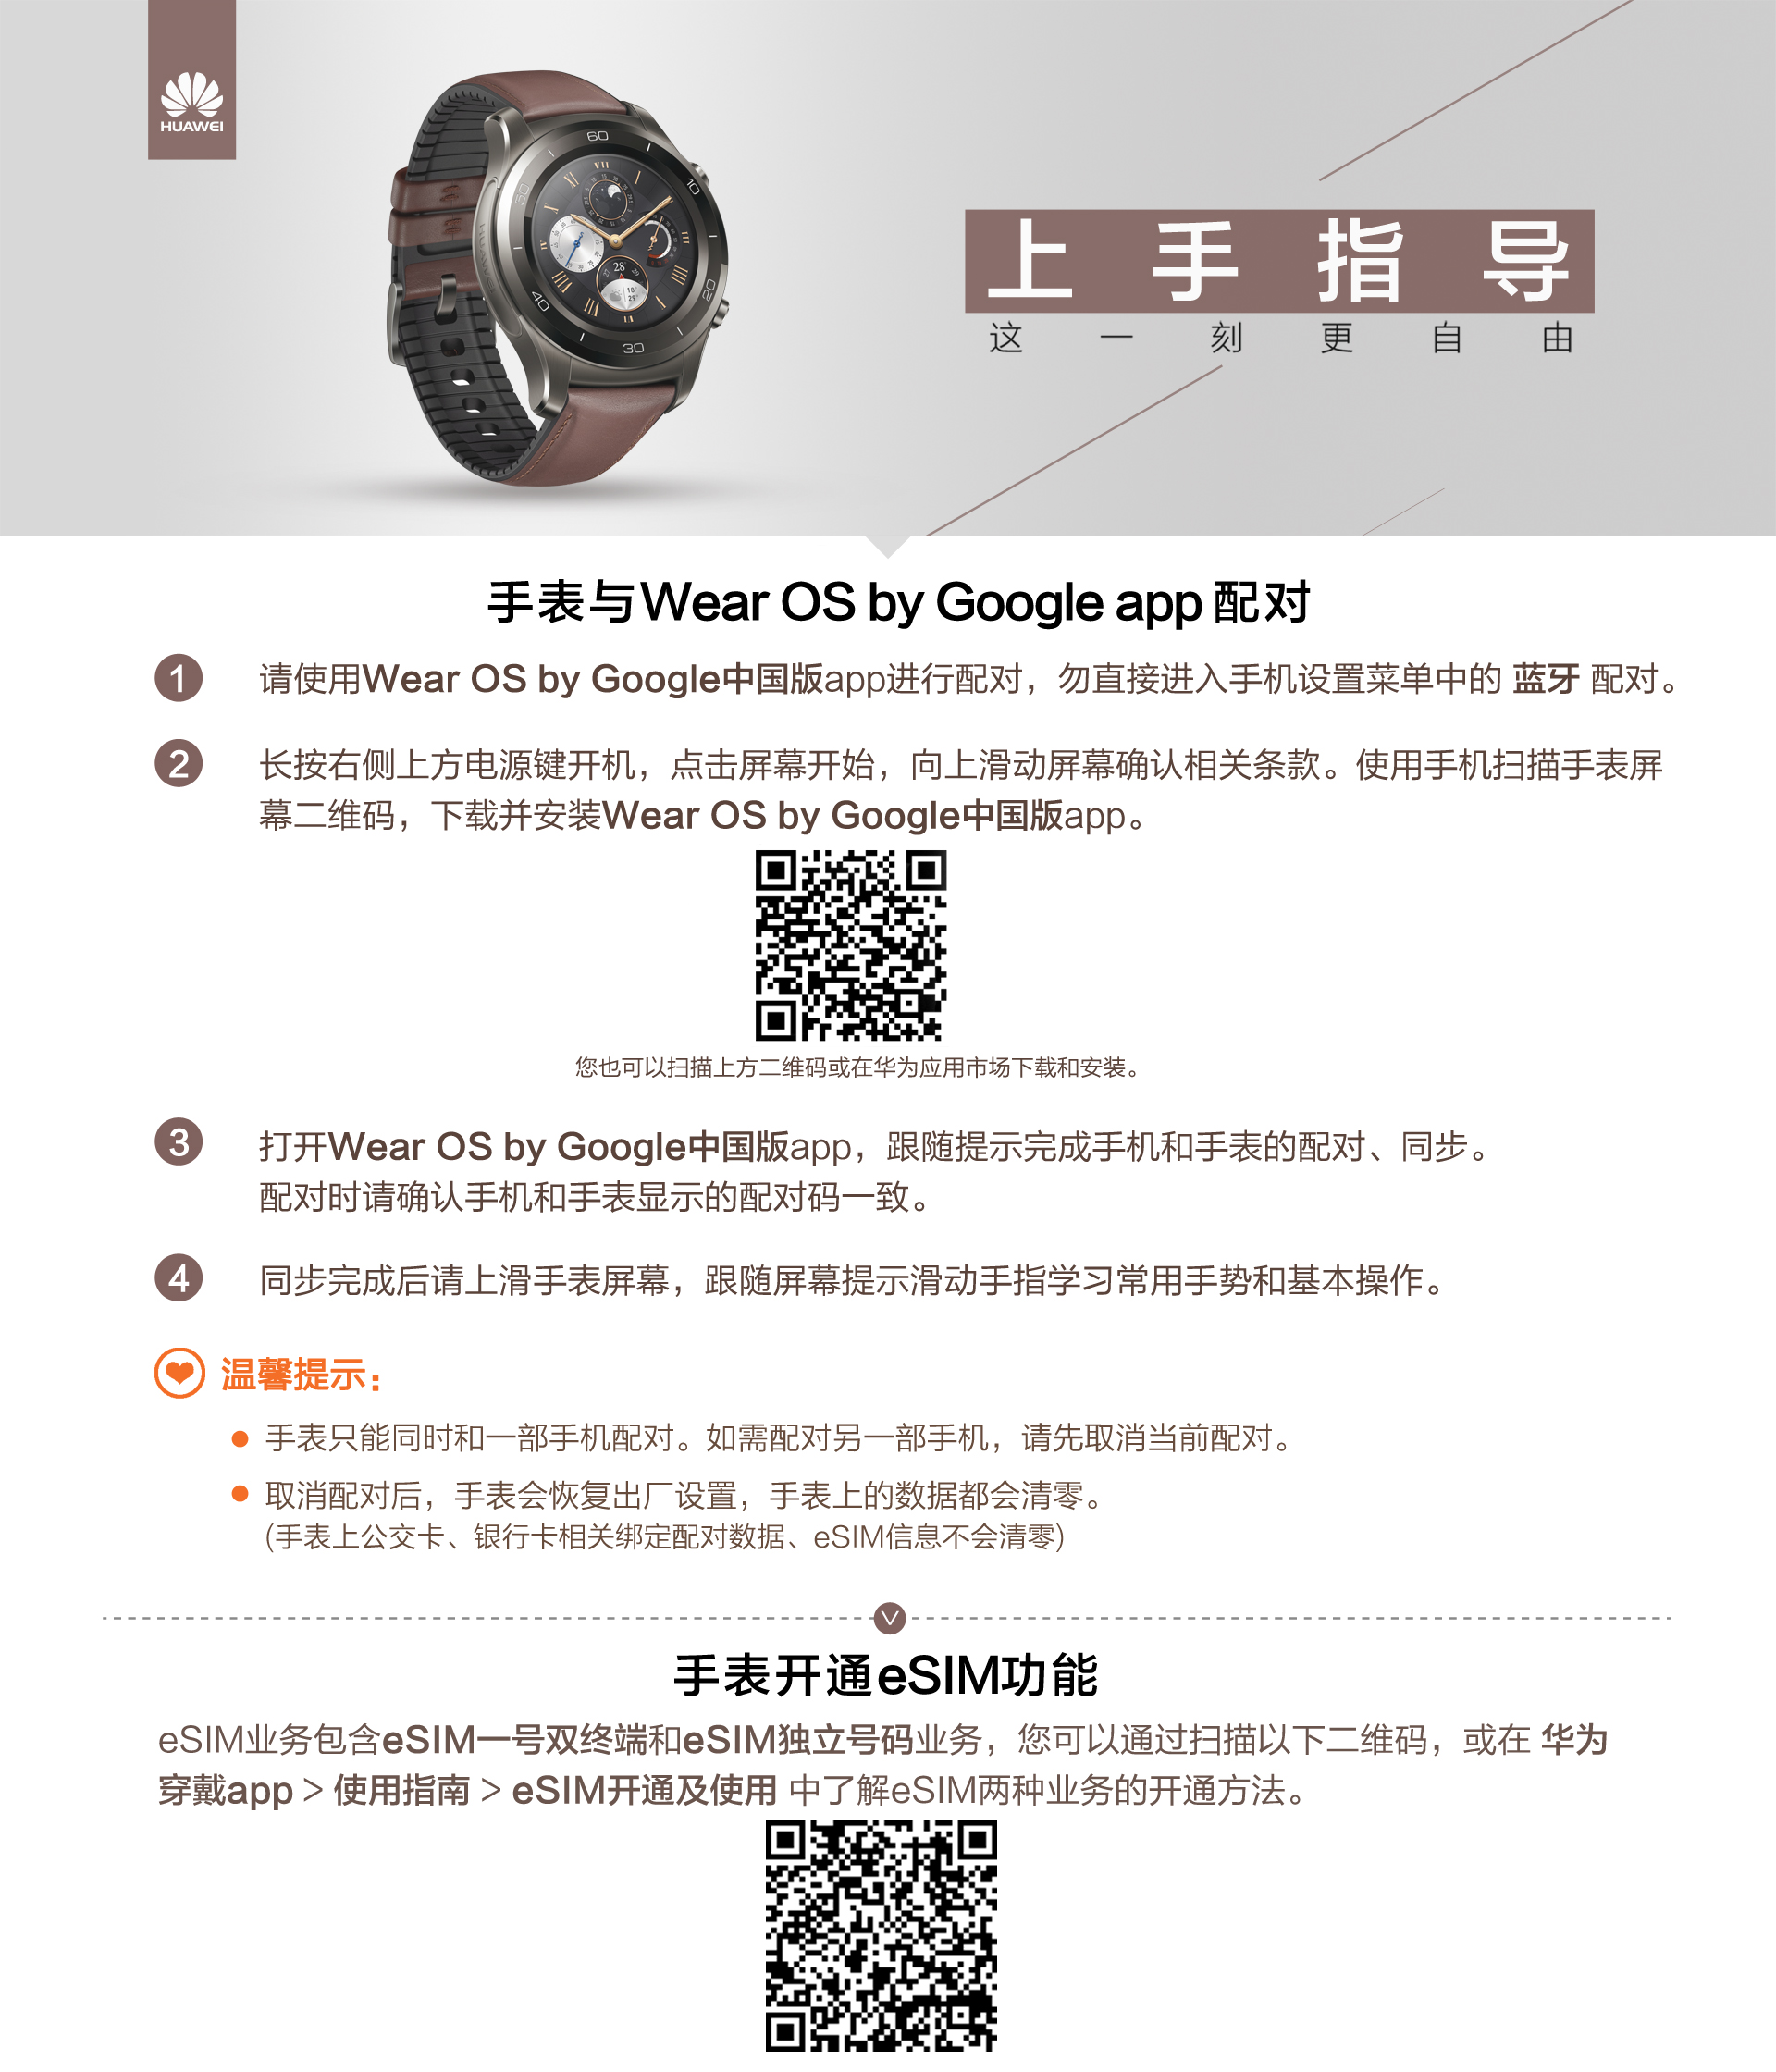 HUAWEI
60
10
50
20
40
30
28
上手指导
这一刻更自由
手表与Wear OS by Google app 配对
1 请使用Wear OS by Google中国版app进行配对，勿直接进入手机设置菜单中的 蓝牙 配对。
2 长按右侧上方电源键开机，点击屏幕开始，向上滑动屏幕确认相关条款。使用手机扫描手表屏
幕二维码，下载并安装Wear OS by Google中国版app。
您也可以扫描上方二维码或在华为应用市场下载和安装。
3 打开Wear OS by Google中国版app，跟随提示完成手机和手表的配对、同步。
配对时请确认手机和手表显示的配对码一致。
4 同步完成后请上滑手表屏幕，跟随屏幕提示滑动手指学习常用手势和基本操作。
温馨提示：
手表只能同时和一部手机配对。如需配对另一部手机，请先取消当前配对。
取消配对后，手表会恢复出厂设置，手表上的数据都会清零。
(手表上公交卡、银行卡相关绑定配对数据、eSIM信息不会清零)
手表开通eSIM功能
eSIM业务包含eSIM一号双终端和eSIM独立号码业务，您可以通过扫描以下二维码，或在 华为
穿戴app > 使用指南 > eSIM开通及使用 中了解eSIM两种业务的开通方法。